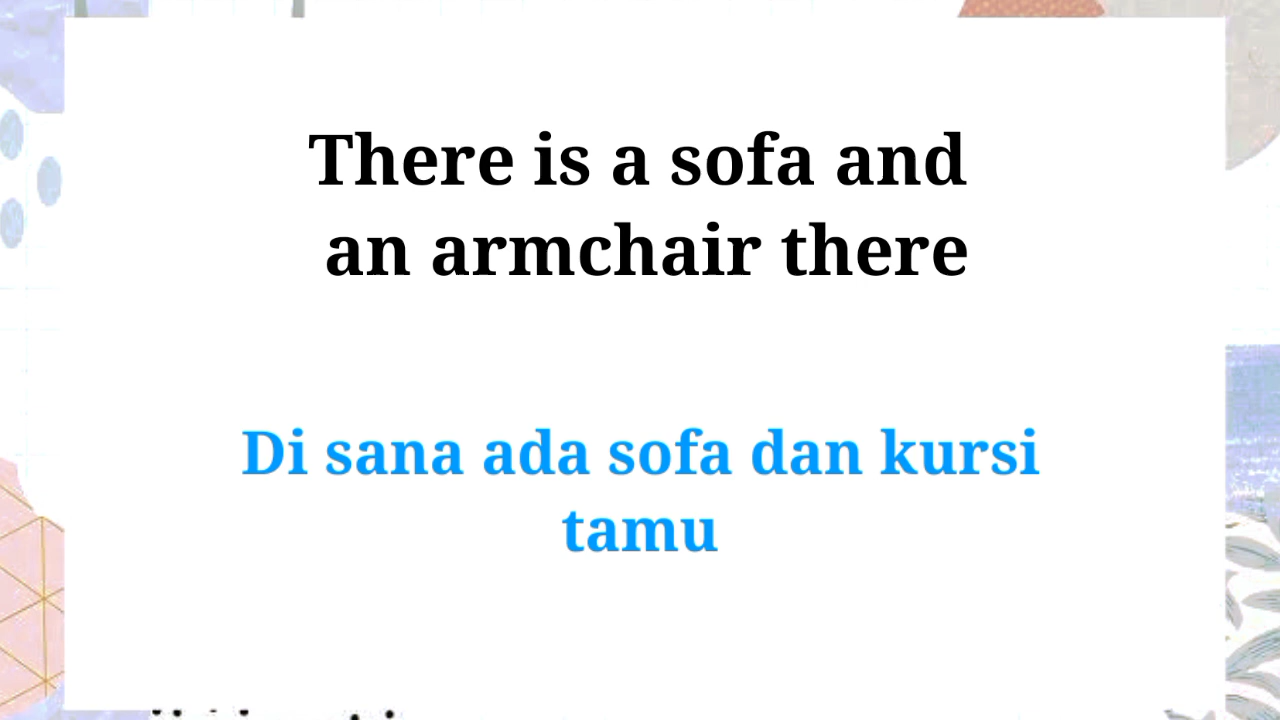 There is a sofa and
an armchair there
Di sana ada sofa dan kursi
tamu